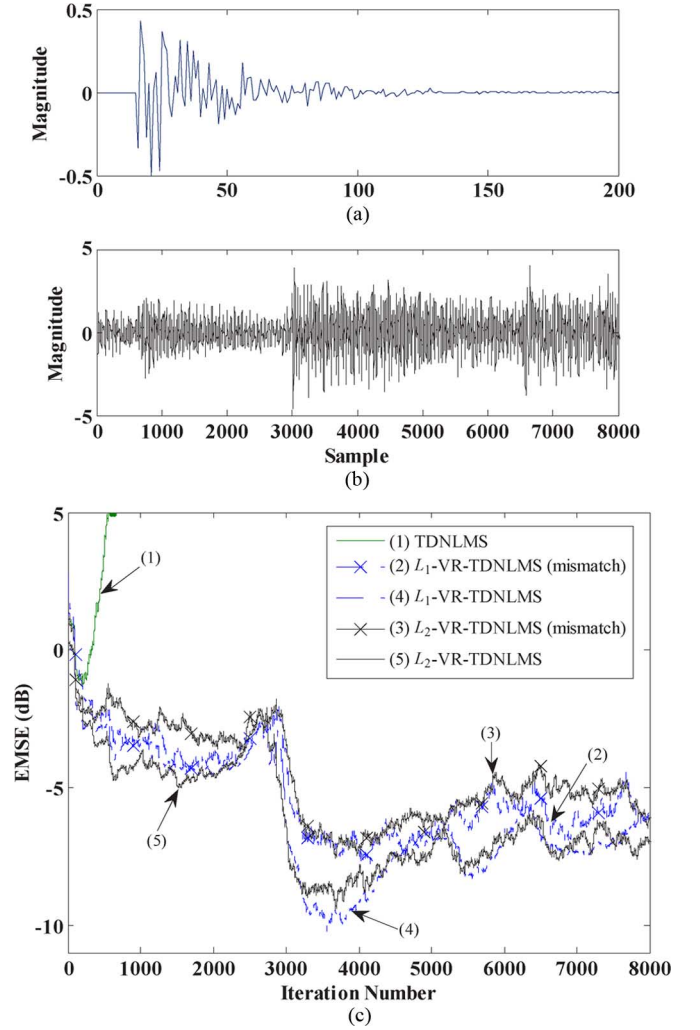 0.5
0
-0.5
Magnitude
0 50 100 150 200
(a)
5
0
-5
Magnitude
0 1000 2000 3000 4000 5000 6000 7000 8000
Sample
(b)
5
0
-5
-10
EMSE (dB)
(1) TDNLMS
(2) L1-VR-TDNLMS (mismatch)
(4) L1-VR-TDNLMS
(3) L2-VR-TDNLMS (mismatch)
(5) L2-VR-TDNLMS
(1)
(3)
(2)
(5)
(4)
0 1000 2000 3000 4000 5000 6000 7000 8000
Iteration Number
(c)